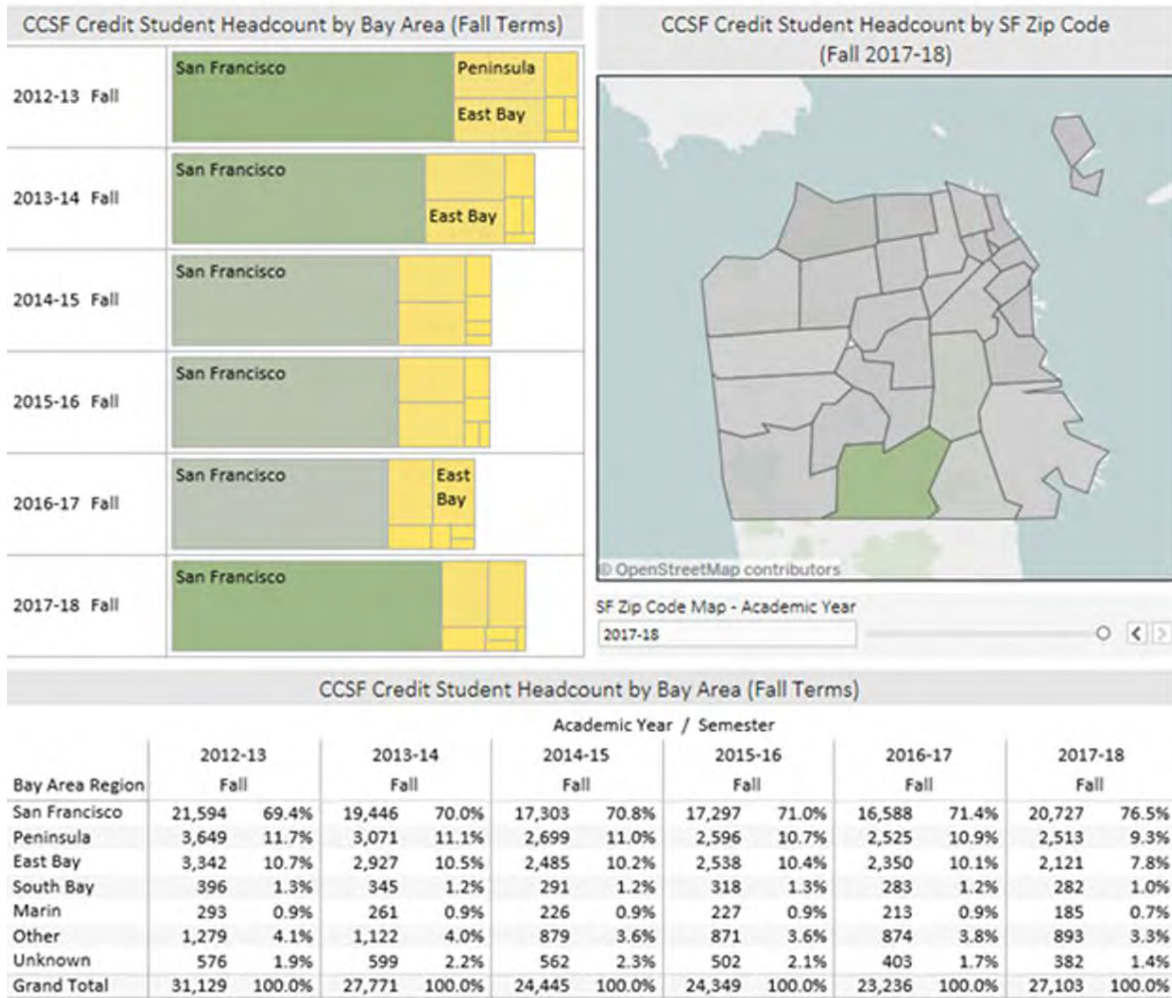 CCSF Credit Student Headcount by Bay Area (Fall Terms)
2012-13 Fall
San Francisco
Peninsula
East Bay
2013-14 Fall
San Francisco
East Bay
2014-15 Fall
San Francisco
2015-16 Fall
San Francisco
2016-17 Fall
San Francisco
East
Bay
2017-18 Fall
San Francisco
CCSF Credit Student Headcount by SF Zip Code
(Fall 2017-18)
© OpenStreetMap contributors
SF Zip Code Map - Academic Year
2017-18
CCSF Credit Student Headcount by Bay Area (Fall Terms)
Academic Year / Semester
2012-13 2013-14 2014-15 2015-16 2016-17 2017-18
Bay Area Region Fall Fall Fall Fall Fall Fall
San Francisco 21,594 69.4% 19,446 70.0% 17,303 70.8% 17,297 71.0% 16,588 71.4% 20,727 76.5%
Peninsula 3,649 11.7% 3,071 11.1% 2,699 11.0% 2,596 10.7% 2,525 10.9% 2,513 9.3%
East Bay 3,342 10.7% 2,927 10.5% 2,485 10.2% 2,538 10.4% 2,350 10.1% 2,121 7.8%
South Bay 396 1.3% 345 1.2% 291 1.2% 318 1.3% 283 1.2% 282 1.0%
Marin 293 0.9% 261 0.9% 226 0.9% 227 0.9% 213 0.9% 185 0.7%
Other 1,279 4.1% 1,122 4.0% 879 3.6% 871 3.6% 874 3.8% 893 3.3%
Unknown 576 1.9% 599 2.2% 562 2.3% 502 2.1% 403 1.7% 382 1.4%
Grand Total 31,129 100.0% 27,771 100.0% 24,445 100.0% 24,349 100.0% 23,236 100.0% 27,103 100.0%